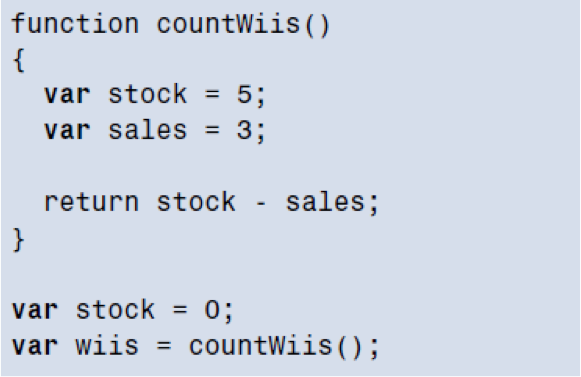 function countWiis()
{
  var stock = 5;
  var sales = 3;

  return stock - sales;
}

var stock = 0;
var wiis = countWiis();